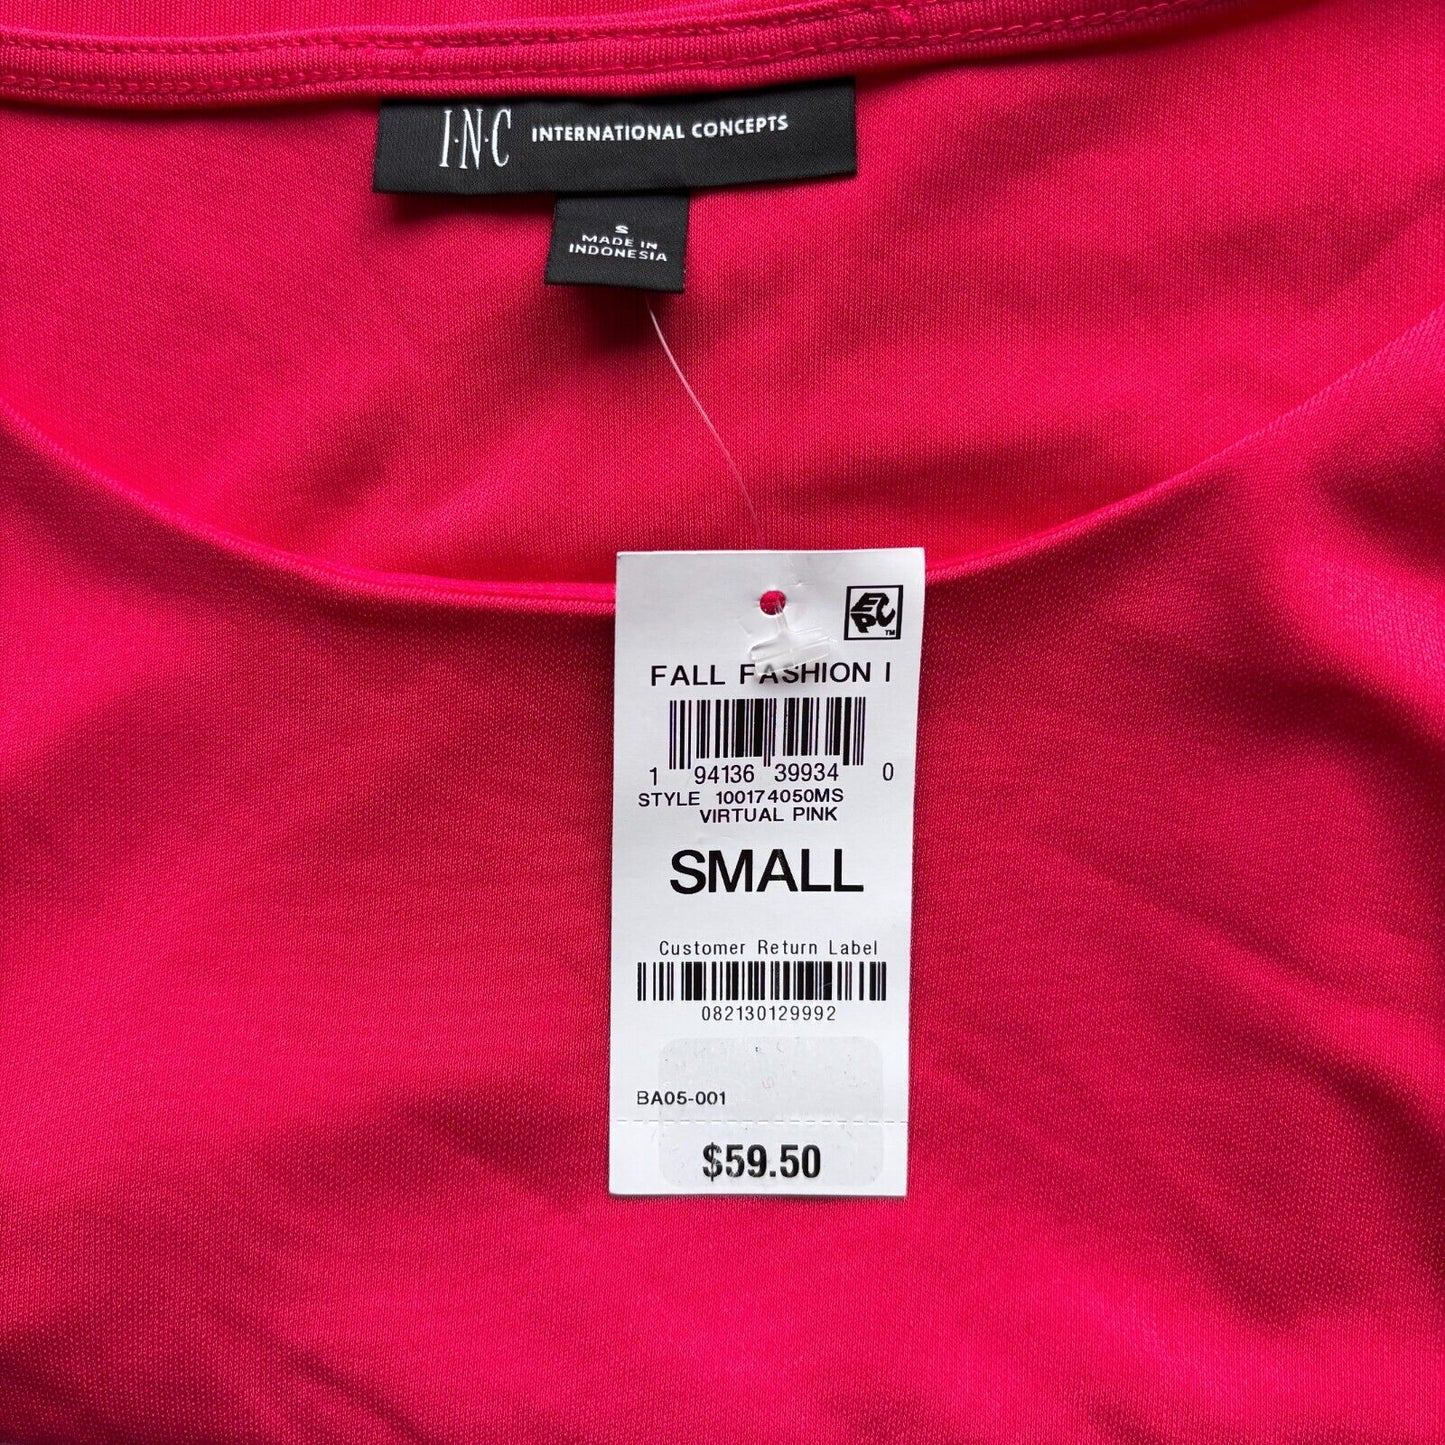 I·N·C INTERNATIONAL CONCEPTS
S
MADE IN
INDONESIA
EPC™
FALL FASHION I
1 94136 39934 0
STYLE 100174050MS
VIRTUAL PINK
SMALL
Customer Return Label
082130129992
BA05-001
$59.50